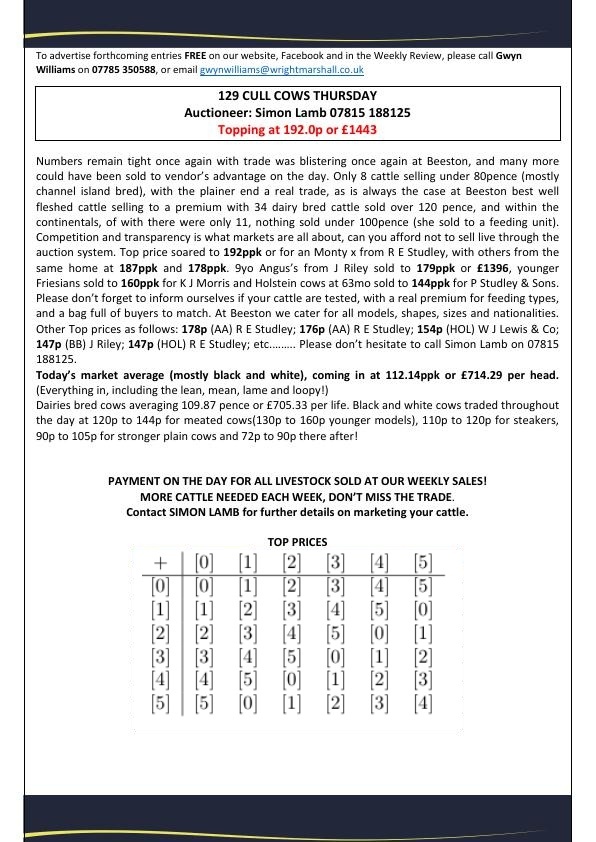 To advertise forthcoming entries FREE on our website, Facebook and in the Weekly Review, please call Gwyn
Williams on 07785 350588, or email gwynwilliams@wrightmarshall.co.uk
129 CULL COWS THURSDAY
Auctioneer: Simon Lamb 07815 188125
Topping at 192.0p or £1443
Numbers remain tight once again with trade was blistering once again at Beeston, and many more
could have been sold to vendor's advantage on the day. Only 8 cattle selling under 80pence (mostly
channel island bred), with the plainer end a real trade, as is always the case at Beeston best well
fleshed cattle selling to a premium with 34 dairy bred cattle sold over 120 pence, and within the
continentals, of with there were only 11, nothing sold under 100pence (she sold to a feeding unit).
Competition and transparency is what markets are all about, can you afford not to sell live through the
auction system. Top price soared to 192ppk or for an Monty x from R E Studley, with others from the
same home at 187ppk and 178ppk. 9yo Angus's from J Riley sold to 179ppk or £1396, younger
Friesians sold to 160ppk for K J Morris and Holstein cows at 63mo sold to 144ppk for P Studley & Sons.
Please don't forget to inform ourselves if your cattle are tested, with a real premium for feeding types,
and a bag full of buyers to match. At Beeston we cater for all models, shapes, sizes and nationalities.
Other Top prices as follows: 178p (AA) R E Studley; 176p (AA) R E Studley; 154p (HOL) W J Lewis & Co;
147p (BB) J Riley; 147p (HOL) R E Studley; etc......... Please don't hesitate to call Simon Lamb on 07815
188125.
Today's market average (mostly black and white), coming in at 112.14ppk or £714.29 per head.
(Everything in, including the lean, mean, lame and loopy!)
Dairies bred cows averaging 109.87 pence or £705.33 per life. Black and white cows traded throughout
the day at 120p to 144p for meated cows(130p to 160p younger models), 110p to 120p for steakers,
90p to 105p for stronger plain cows and 72p to 90p there after!
PAYMENT ON THE DAY FOR ALL LIVESTOCK SOLD AT OUR WEEKLY SALES!
MORE CATTLE NEEDED EACH WEEK, DON'T MISS THE TRADE.
Contact SIMON LAMB for further details on marketing your cattle.
TOP PRICES
+ [0] [1] [2] [3] [4] [5]
[0] [0] [1] [2] [3] [4] [5]
[1] [1] [2] [3] [4] [5] [0]
[2] [2] [3] [4] [5] [0] [1]
[3] [3] [4] [5] [0] [1] [2]
[4] [4] [5] [0] [1] [2] [3]
[5] [5] [0] [1] [2] [3] [4]